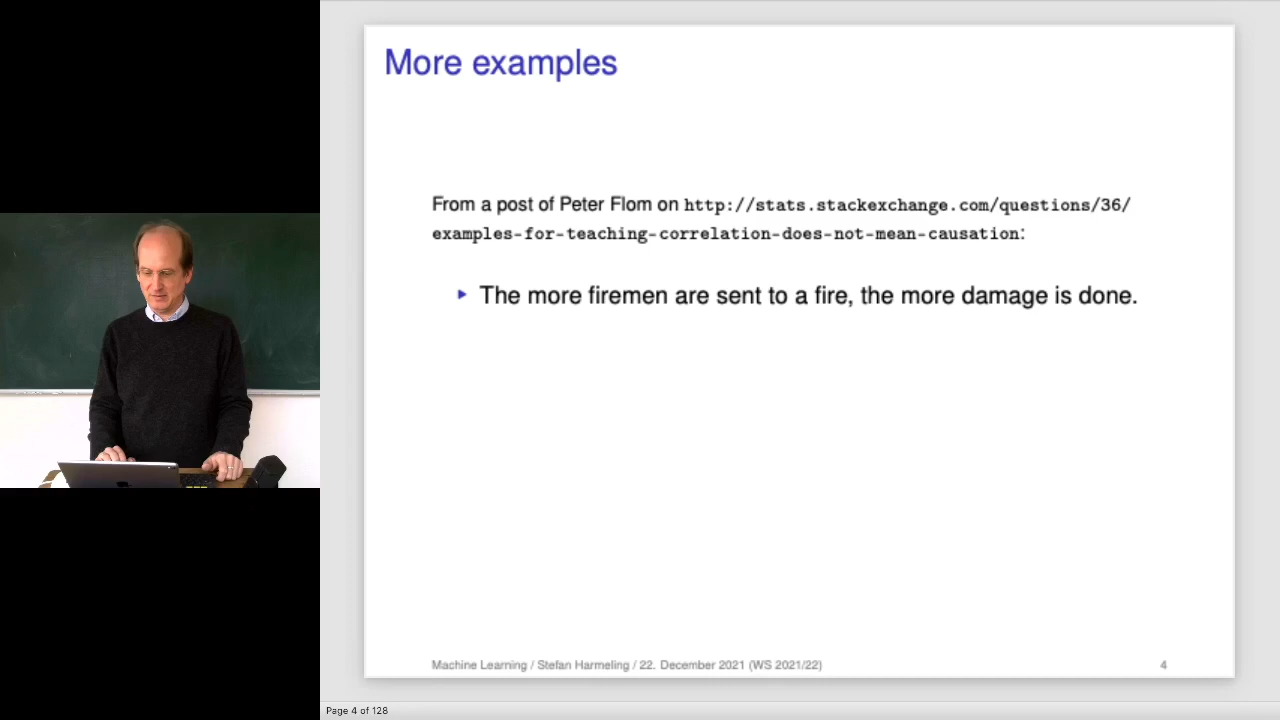 More examples
From a post of Peter Flom on http://stats.stackexchange.com/questions/36/
examples-for-teaching-correlation-does-not-mean-causation:
▸ The more firemen are sent to a fire, the more damage is done.
Machine Learning / Stefan Harmeling / 22. December 2021 (WS 2021/22)
4
Page 4 of 128